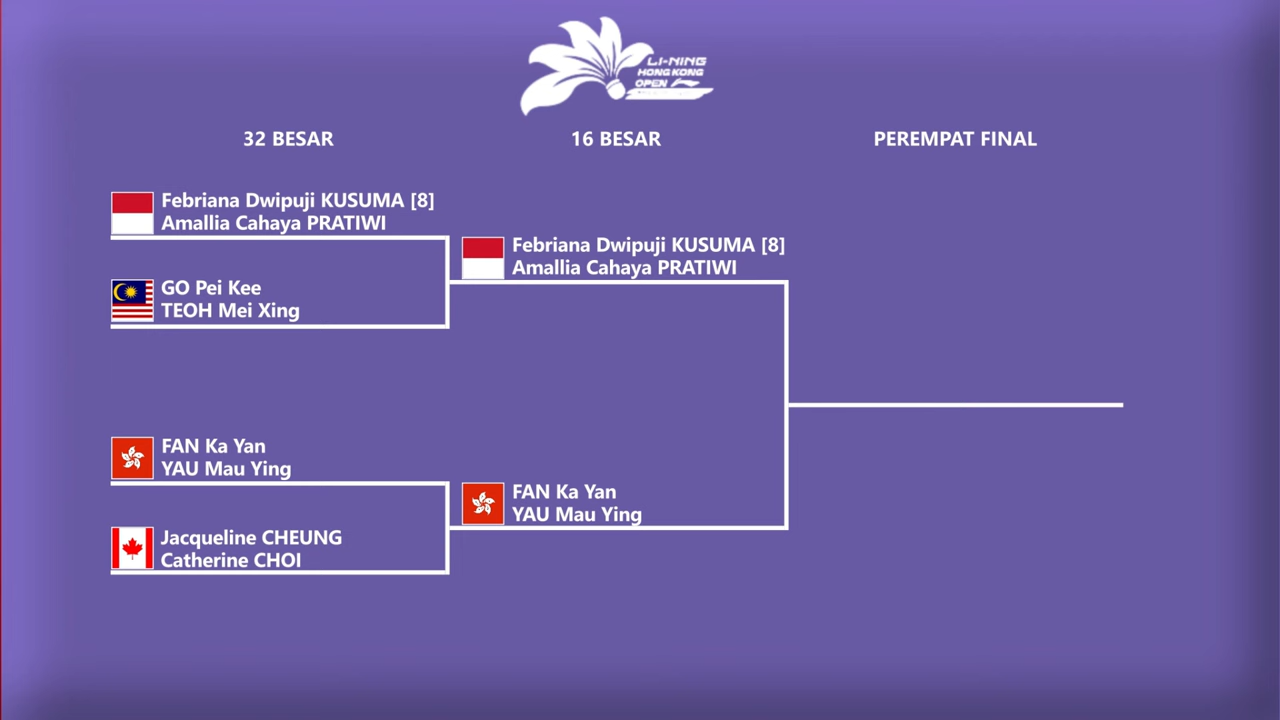 LI-NING
HONG KONG
OPEN
32 BESAR
16 BESAR
PEREMPAT FINAL
Febriana Dwipuji KUSUMA [8]
Amallia Cahaya PRATIWI
GO Pei Kee
TEOH Mei Xing
FAN Ka Yan
YAU Mau Ying
Jacqueline CHEUNG
Catherine CHOI
Febriana Dwipuji KUSUMA [8]
Amallia Cahaya PRATIWI
FAN Ka Yan
YAU Mau Ying